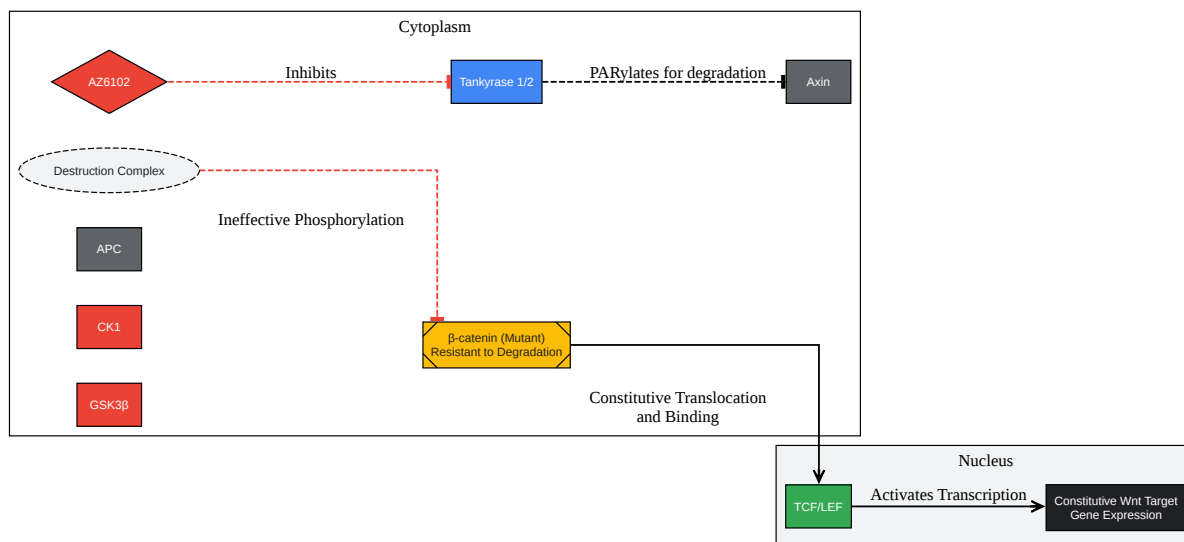 Cytoplasm
AZ6102
Inhibits
Tankyrase 1/2
PARylates for degradation
Axin
Destruction Complex
Ineffective Phosphorylation
APC
CK1
β-catenin (Mutant)
Resistant to Degradation
GSK3β
Constitutive Translocation
and Binding
Nucleus
TCF/LEF
Activates Transcription
Constitutive Wnt Target
Gene Expression